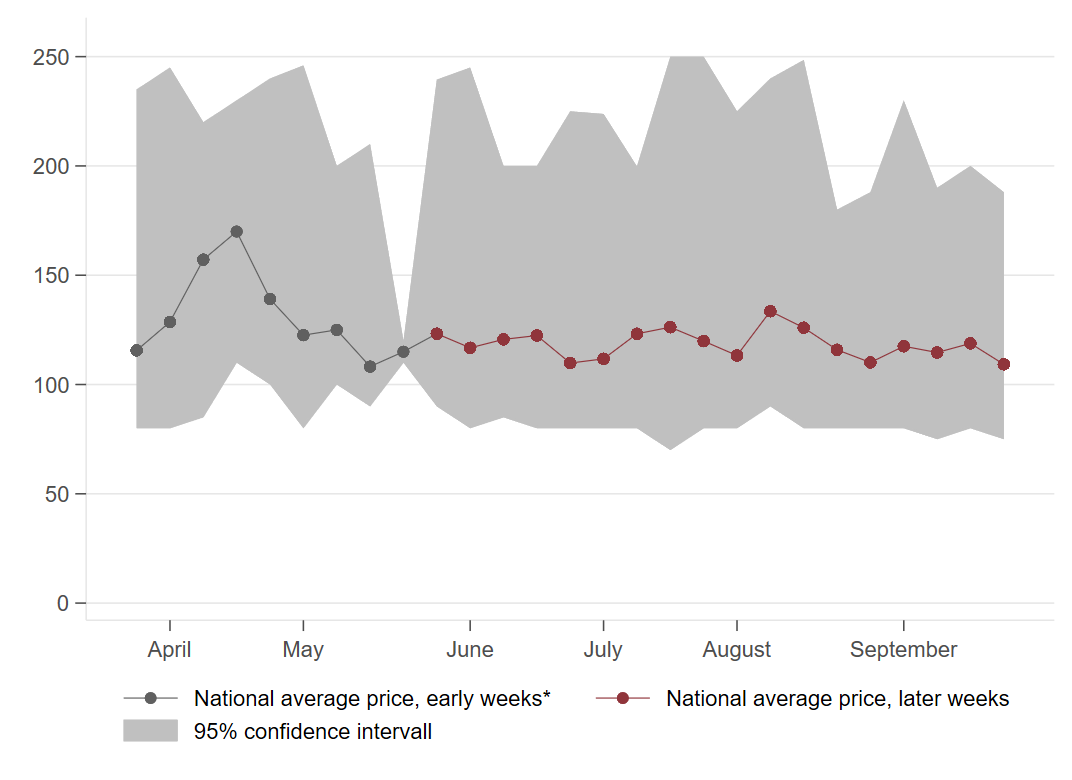 250
200
150
100
50
0
April May June July August September
National average price, early weeks* National average price, later weeks
95% confidence intervall